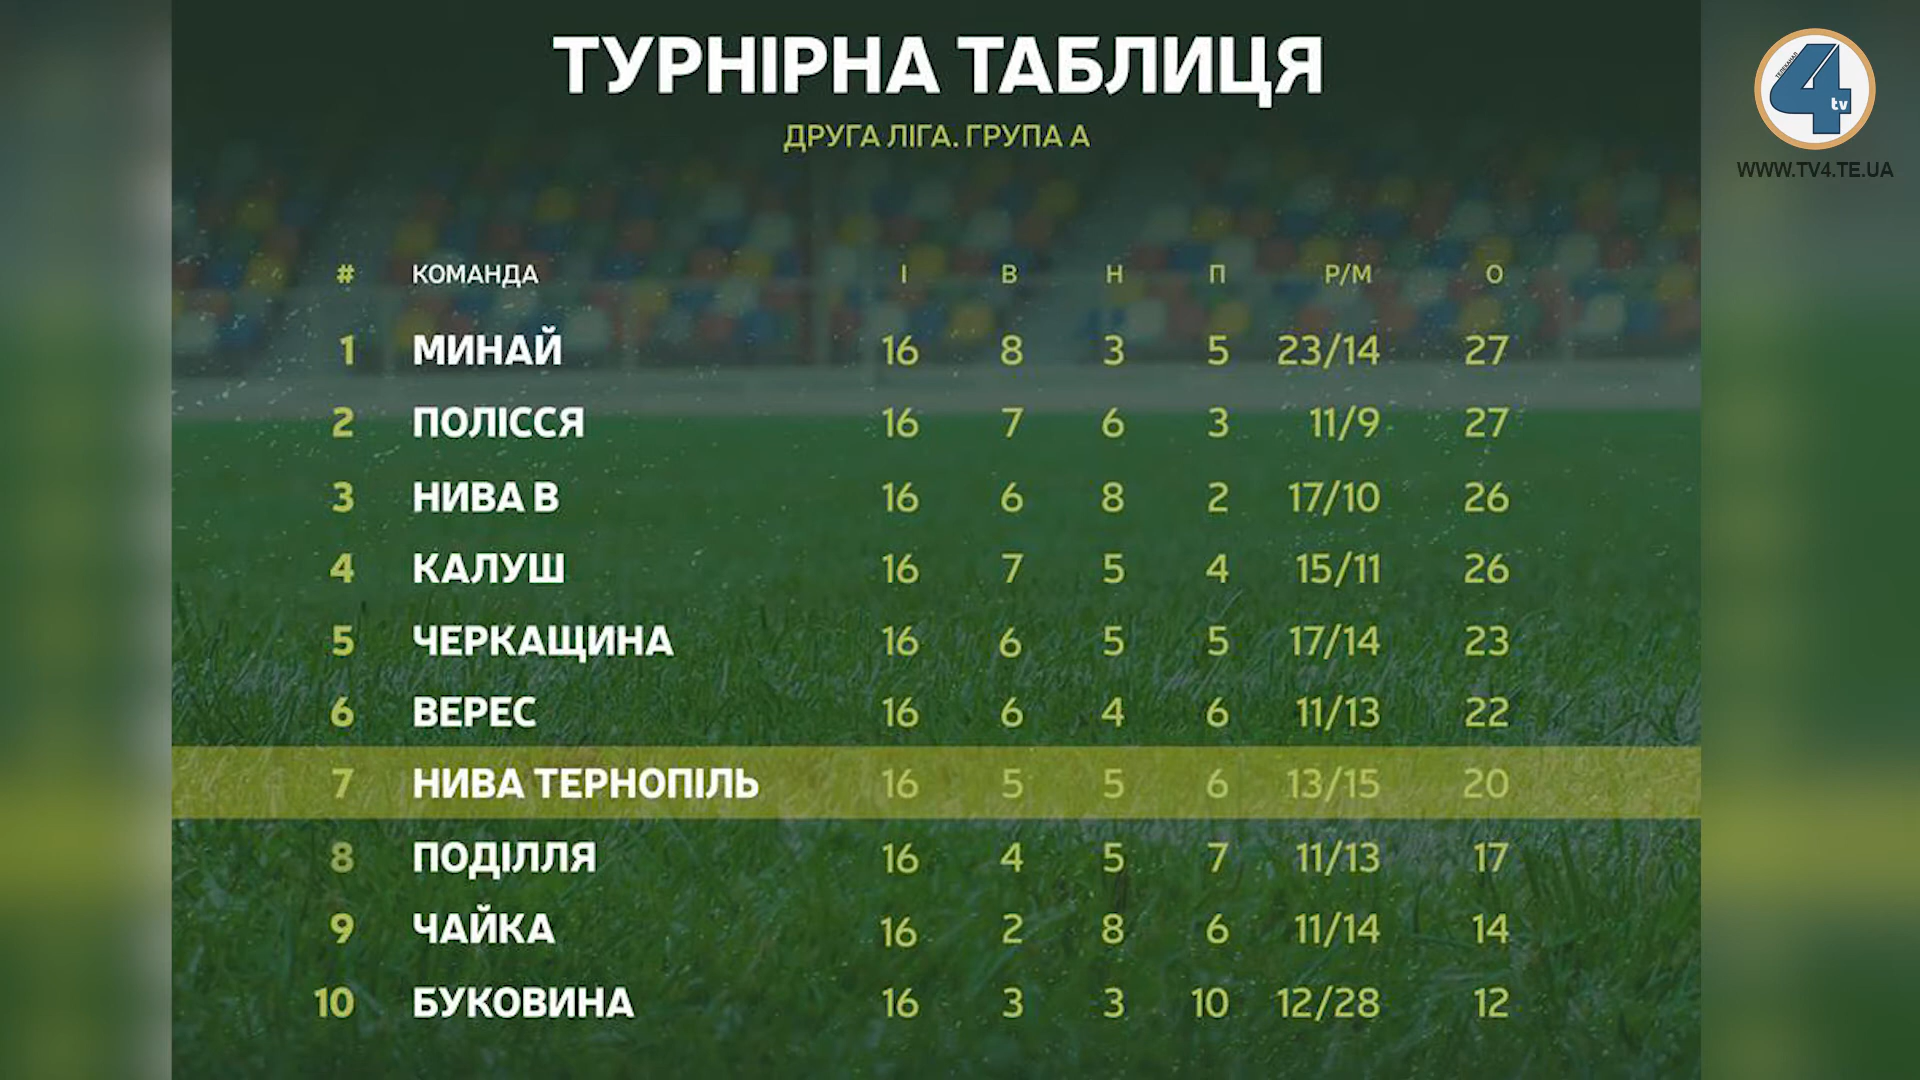 ТУРНІРНА ТАБЛИЦЯ
ДРУГА ЛІГА. ГРУПА А
# КОМАНДА І В Н П Р/М О
1 МИНАЙ 16 8 3 5 23/14 27
2 ПОЛІССЯ 16 7 6 3 11/9 27
3 НИВА В 16 6 8 2 17/10 26
4 КАЛУШ 16 7 5 4 15/11 26
5 ЧЕРКАЩИНА 16 6 5 5 17/14 23
6 ВЕРЕС 16 6 4 6 11/13 22
7 НИВА ТЕРНОПІЛЬ 16 5 5 6 13/15 20
8 ПОДІЛЛЯ 16 4 5 7 11/13 17
9 ЧАЙКА 16 2 8 6 11/14 14
10 БУКОВИНА 16 3 3 10 12/28 12
ТЕЛЕКАНАЛ
4 tv
WWW.TV4.TE.UA